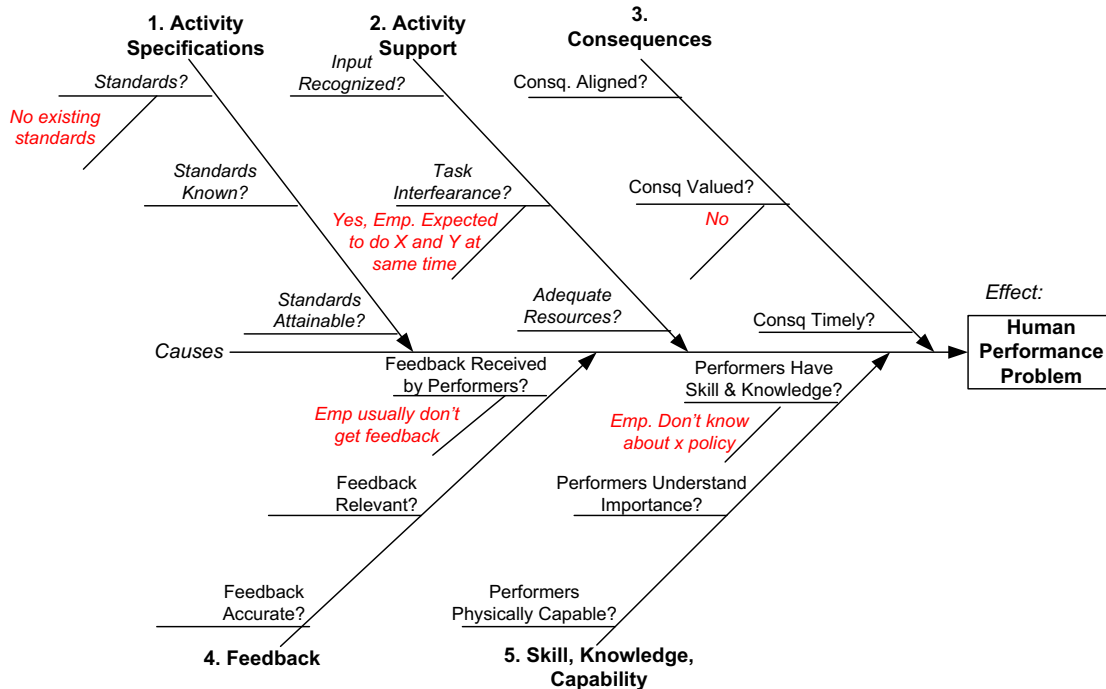 1. Activity
Specifications
2. Activity
Support
3.
Consequences
Standards?
No existing
standards
Standards
Known?
Standards
Attainable?
Input
Recognized?
Task
Interfearance?
Yes, Emp. Expected
to do X and Y at
same time
Adequate
Resources?
Consq. Aligned?
Consq Valued?
No
Consq Timely?
Causes
Effect:
Human
Performance
Problem
Feedback Received
by Performers?
Emp usually don't
get feedback
Feedback
Relevant?
Feedback
Accurate?
4. Feedback
Performers Have
Skill & Knowledge?
Emp. Don't know
about x policy
Performers Understand
Importance?
Performers
Physically Capable?
5. Skill, Knowledge,
Capability